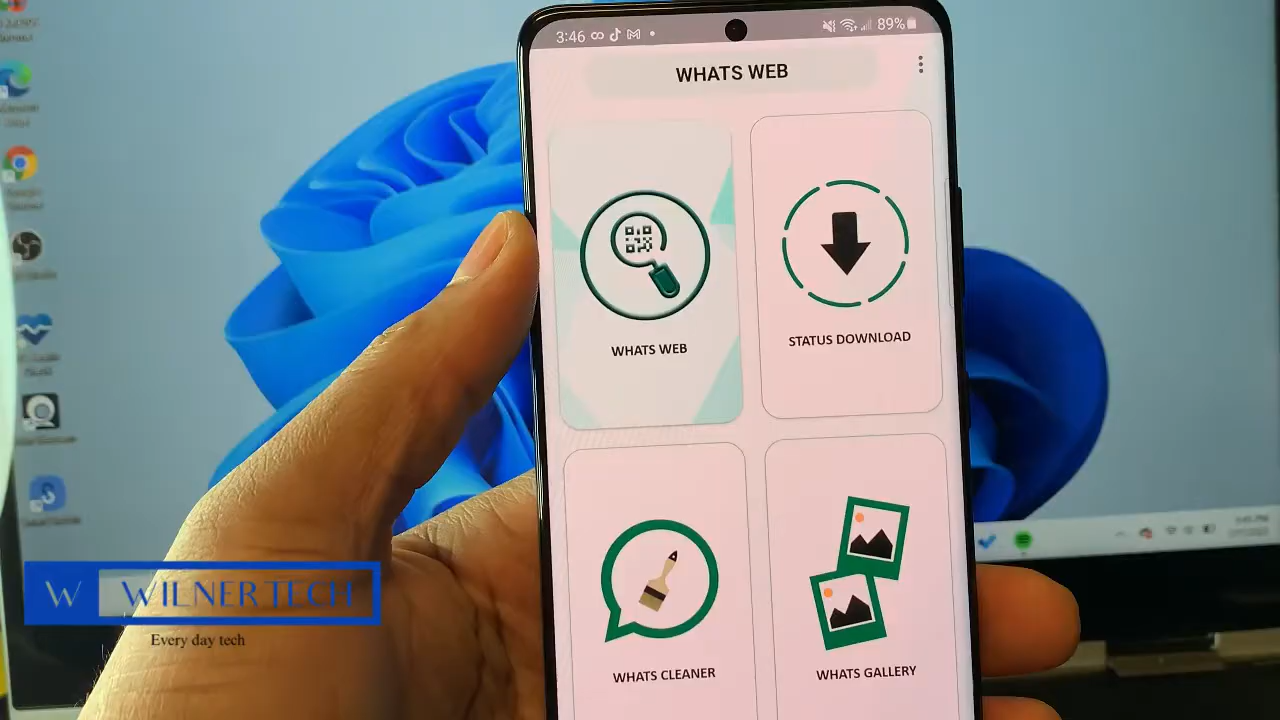 3:46
89%
WHATS WEB
WHATS WEB
STATUS DOWNLOAD
WHATS CLEANER
WHATS GALLERY
W WILNERTECH
Every day tech